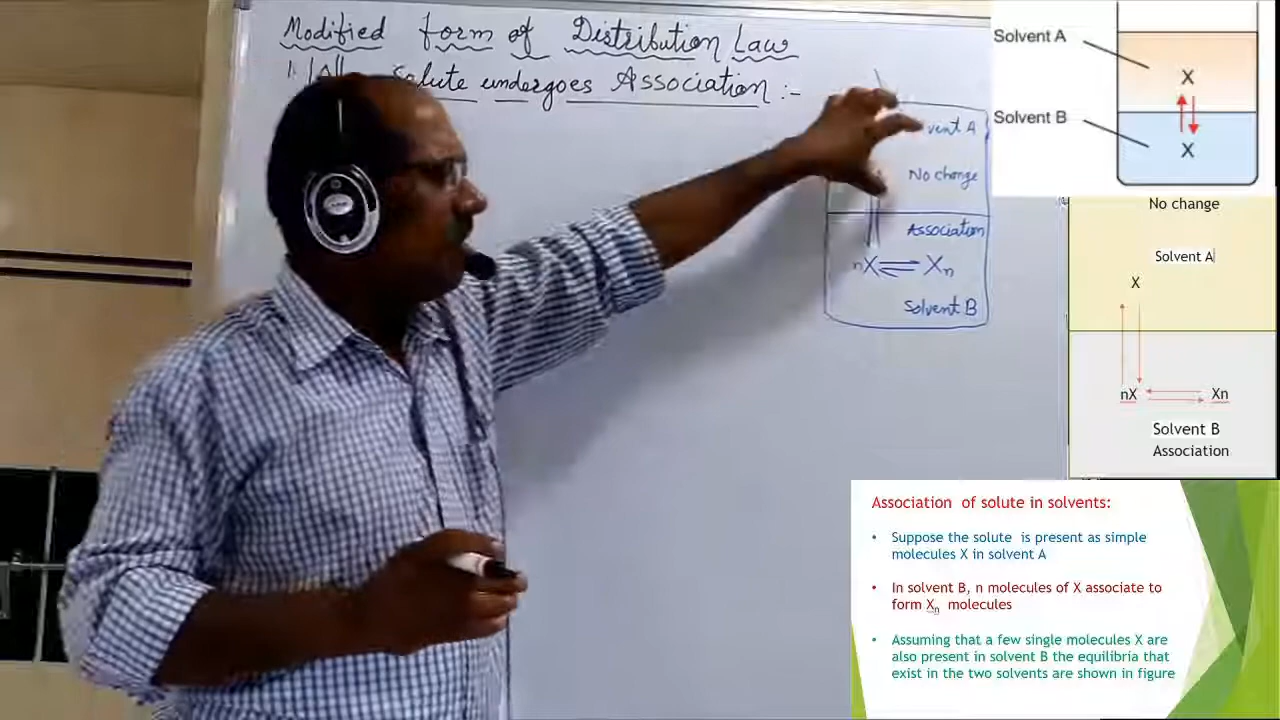 Modified form of Distribution Law
Solute undergoes Association :-
vent A
No change
Association
nX ⇌ Xn
Solvent B
Solvent A
X
Solvent B
X
No change
Solvent A
X
nX Xn
Solvent B
Association
Association of solute in solvents:
• Suppose the solute is present as simple
molecules X in solvent A
• In solvent B, n molecules of X associate to
form Xn molecules
• Assuming that a few single molecules X are
also present in solvent B the equilibria that
exist in the two solvents are shown in figure